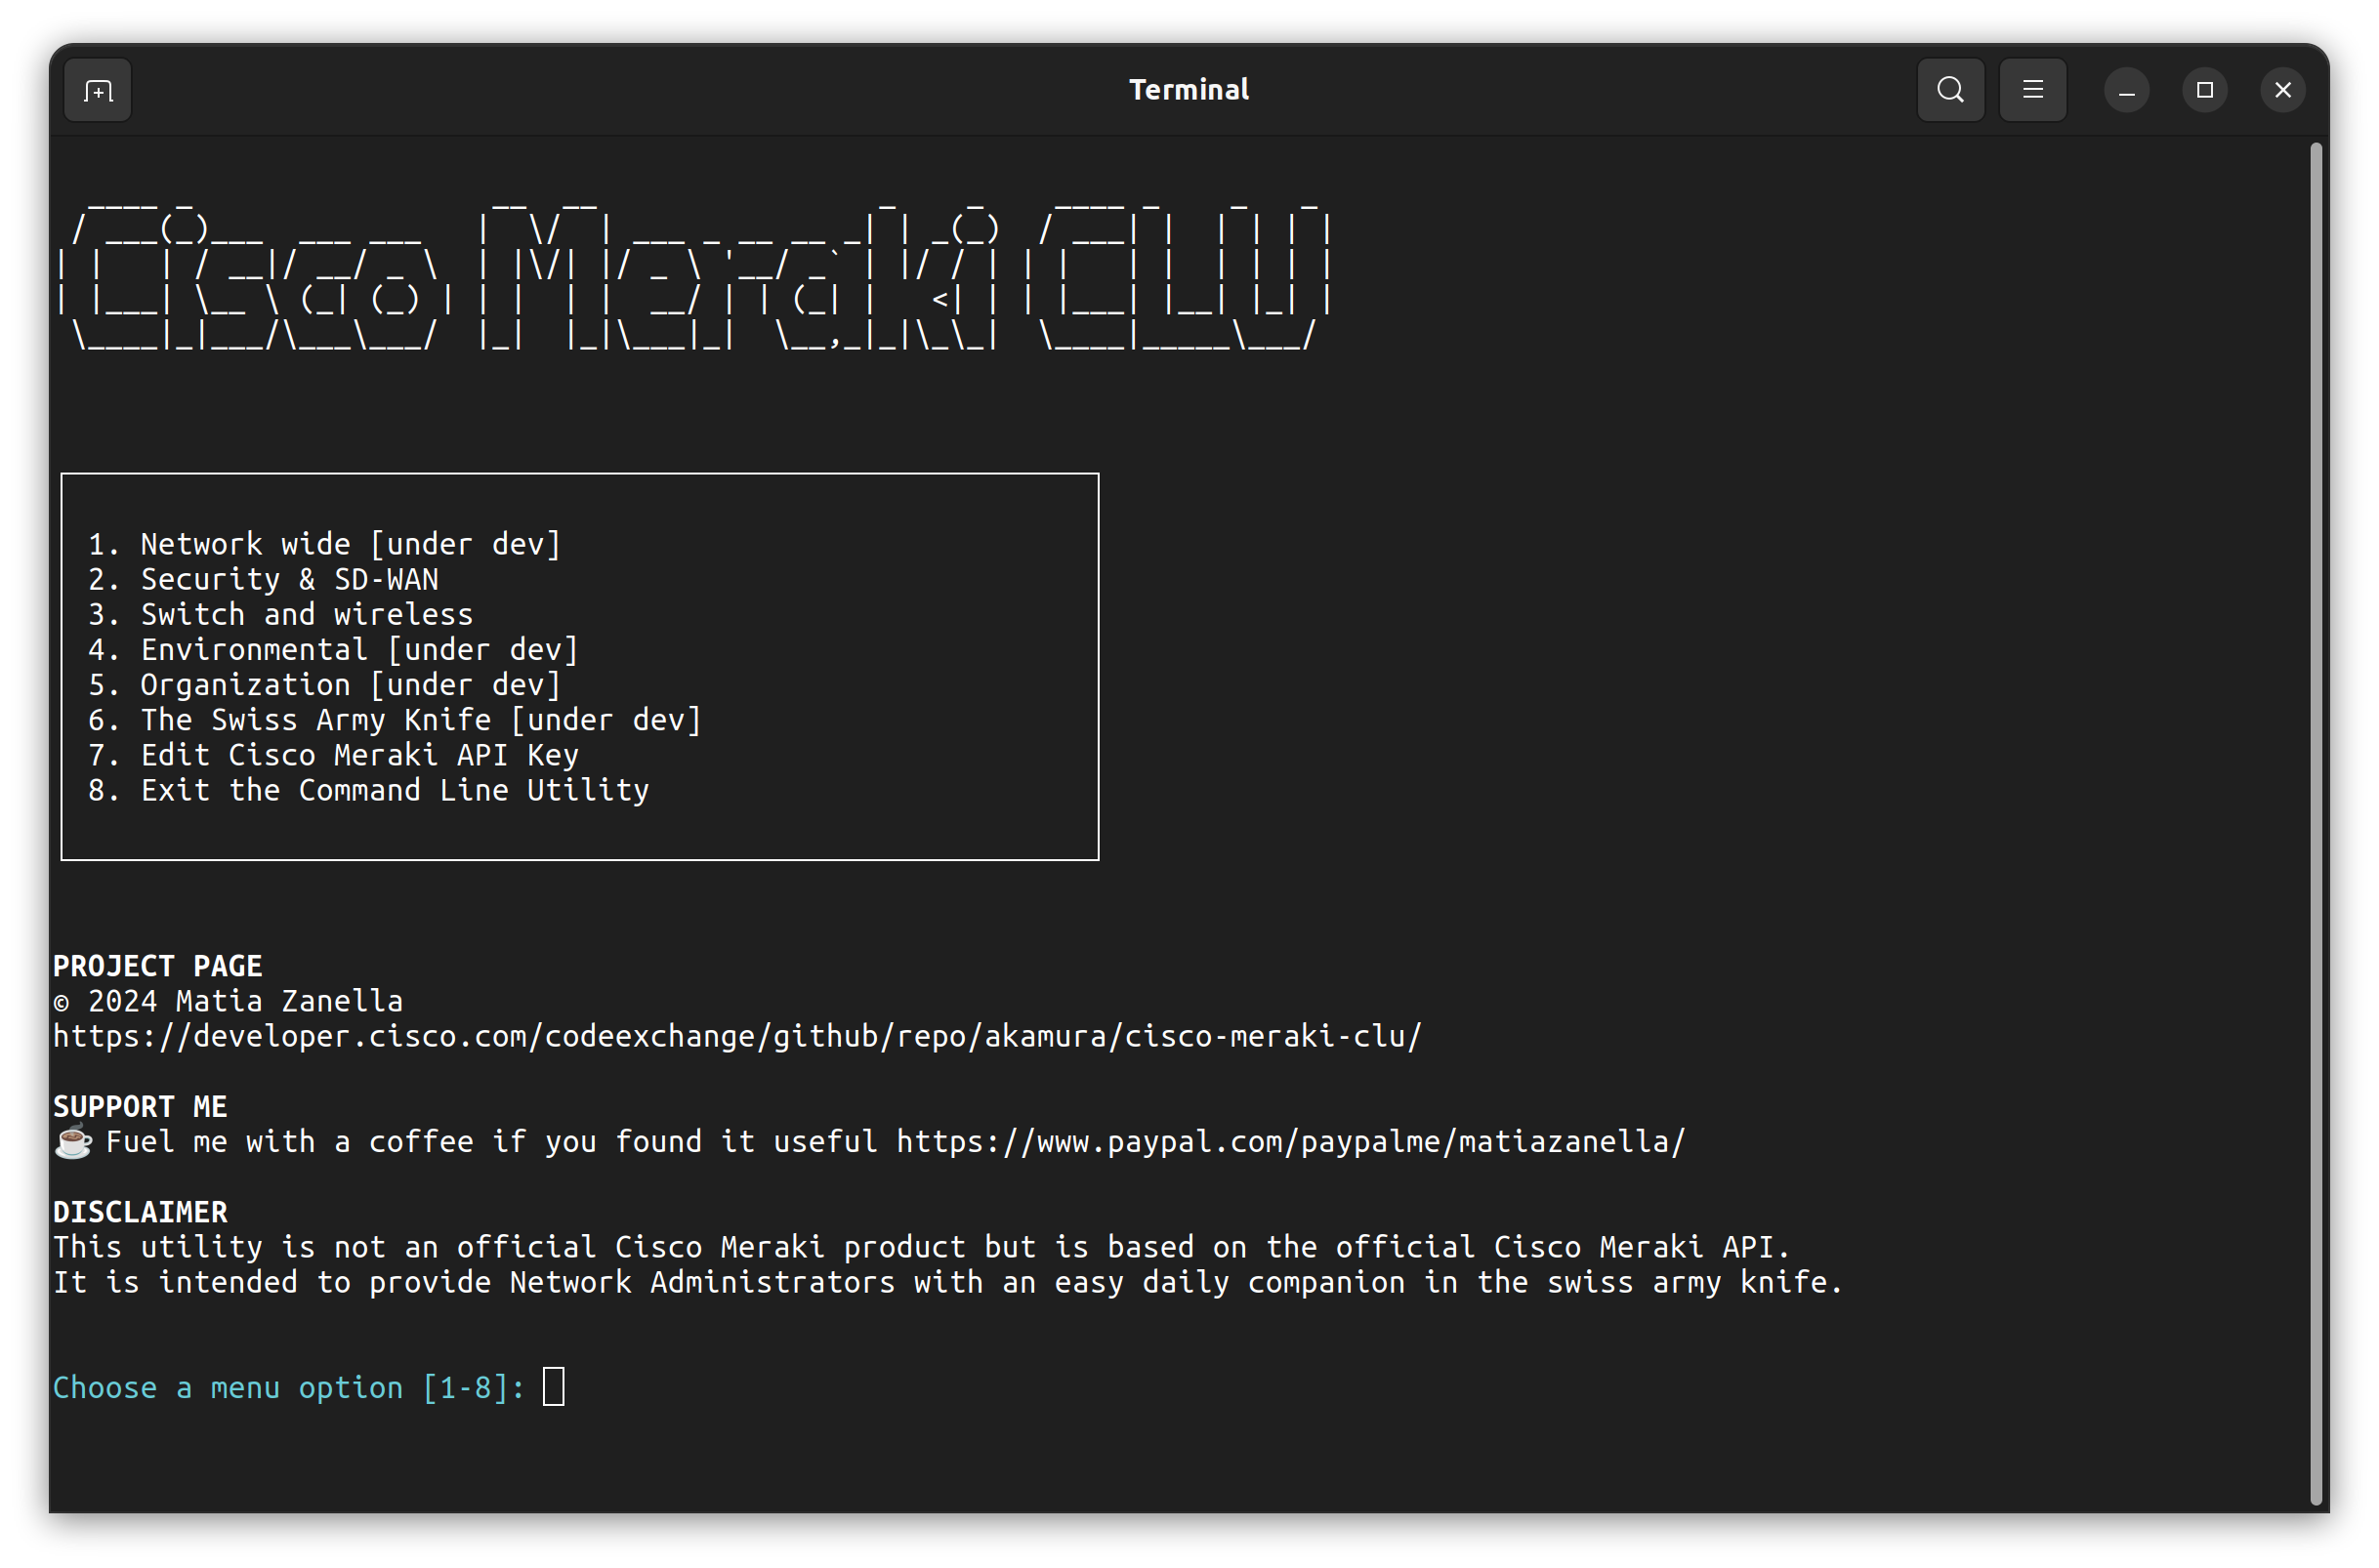 Terminal
Cisco Meraki CLU
1. Network wide [under dev]
2. Security & SD-WAN
3. Switch and wireless
4. Environmental [under dev]
5. Organization [under dev]
6. The Swiss Army Knife [under dev]
7. Edit Cisco Meraki API Key
8. Exit the Command Line Utility
PROJECT PAGE
© 2024 Matia Zanella
https://developer.cisco.com/codeexchange/github/repo/akamura/cisco-meraki-clu/
SUPPORT ME
☕ Fuel me with a coffee if you found it useful https://www.paypal.com/paypalme/matiazanella/
DISCLAIMER
This utility is not an official Cisco Meraki product but is based on the official Cisco Meraki API.
It is intended to provide Network Administrators with an easy daily companion in the swiss army knife.
Choose a menu option [1-8]: